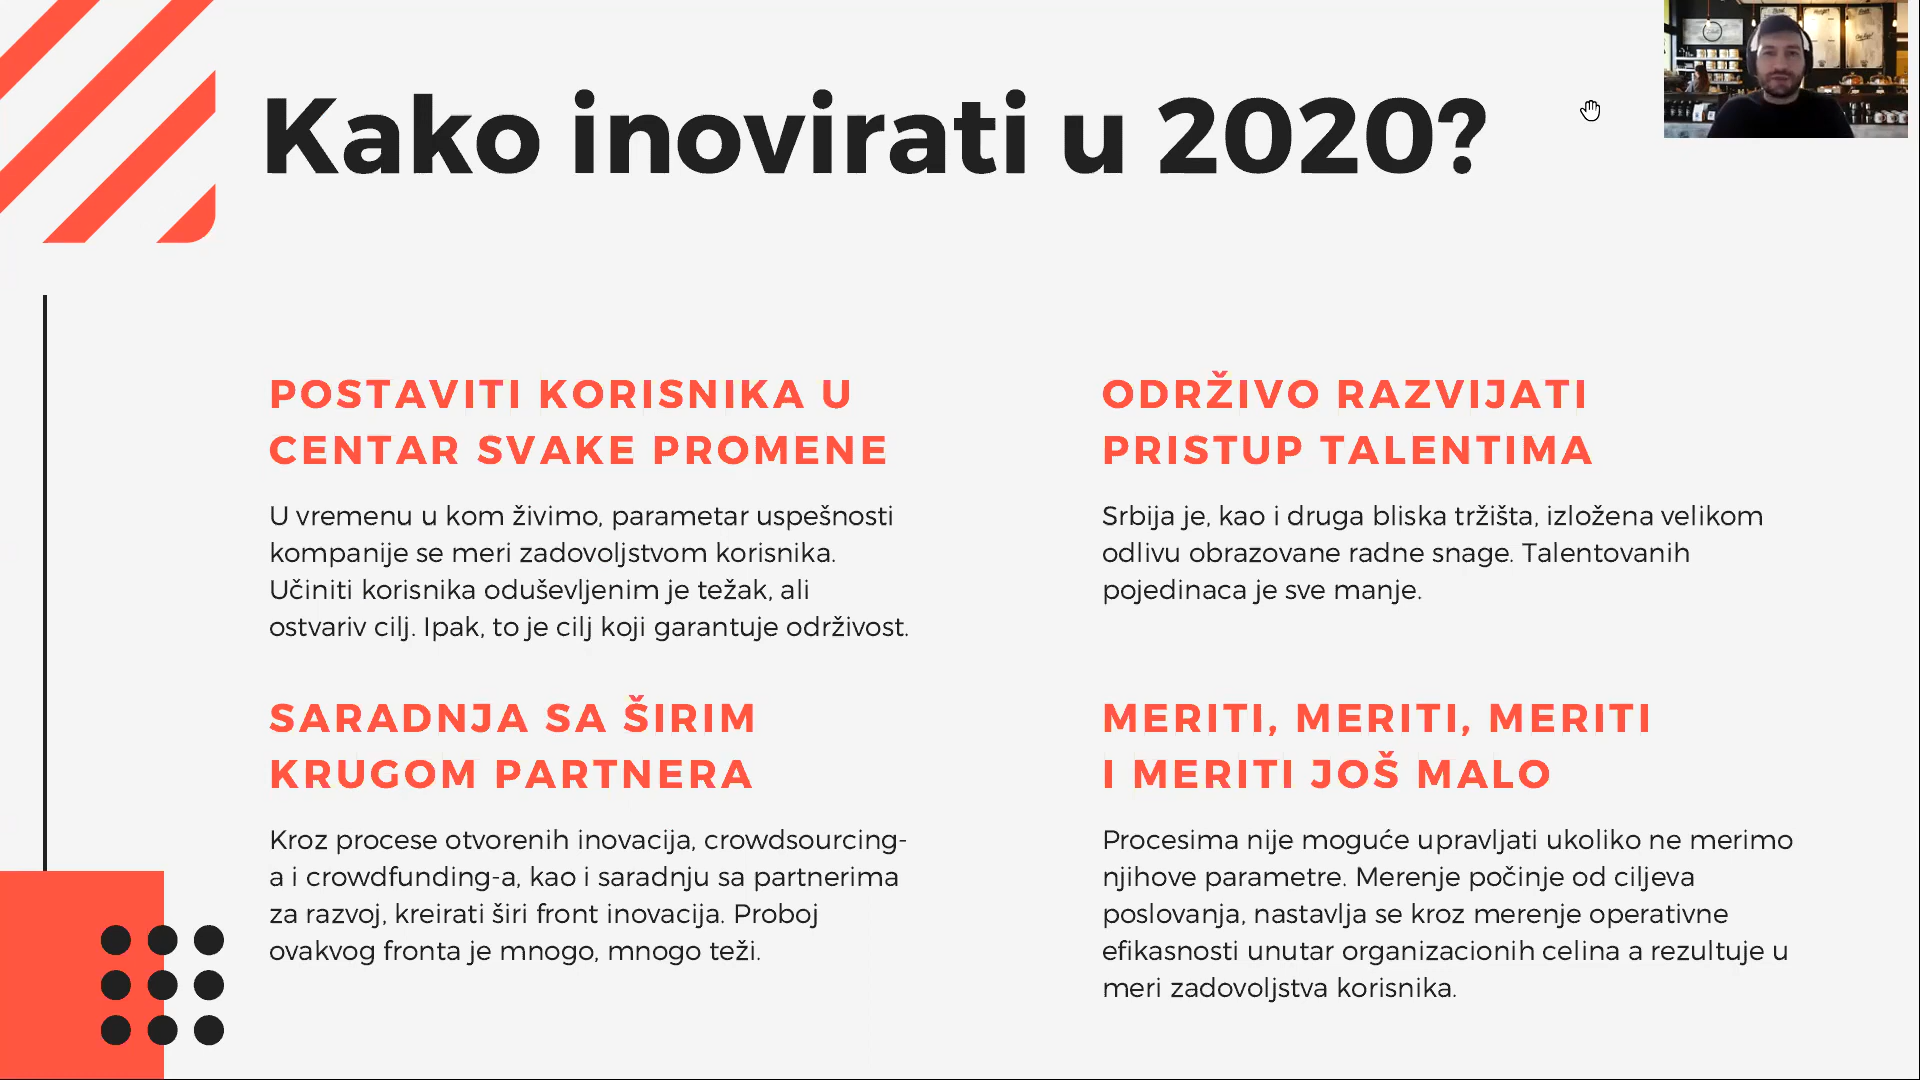 Kako inovirati u 2020?
POSTAVITI KORISNIKA U
CENTAR SVAKE PROMENE
U vremenu u kom živimo, parametar uspešnosti
kompanije se meri zadovoljstvom korisnika.
Učiniti korisnika oduševljenim je težak, ali
ostvariv cilj. Ipak, to je cilj koji garantuje održivost.
ODRŽIVO RAZVIJATI
PRISTUP TALENTIMA
Srbija je, kao i druga bliska tržišta, izložena velikom
odlivu obrazovane radne snage. Talentovanih
pojedinaca je sve manje.
SARADNJA SA ŠIRIM
KRUGOM PARTNERA
Kroz procese otvorenih inovacija, crowdsourcing-
a i crowdfunding-a, kao i saradnju sa partnerima
za razvoj, kreirati širi front inovacija. Proboj
ovakvog fronta je mnogo, mnogo teži.
MERITI, MERITI, MERITI
I MERITI JOŠ MALO
Procesima nije moguće upravljati ukoliko ne merimo
njihove parametre. Merenje počinje od ciljeva
poslovanja, nastavlja se kroz merenje operativne
efikasnosti unutar organizacionih celina a rezultuje u
meri zadovoljstva korisnika.